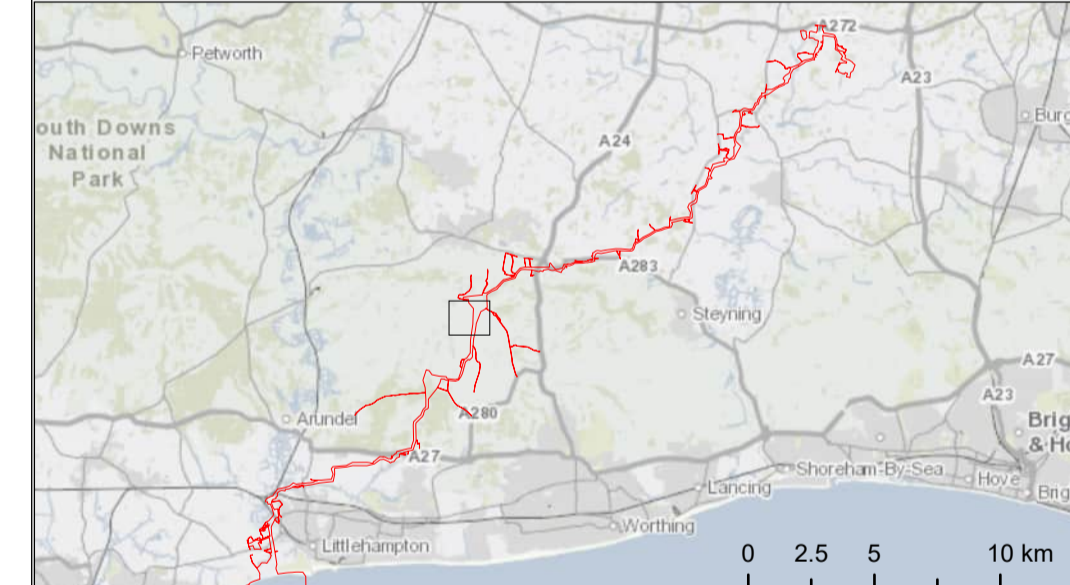 A272
Petworth
A23
Burg
outh Downs
National
Park
A24
A283
Steyning
A27
A23
Arundel
A280
Brig
& Ho
A27
Shoreham-By-Sea
Hove
Lancing
Brig
Worthing
Littlehampton
0 2.5 5 10 km